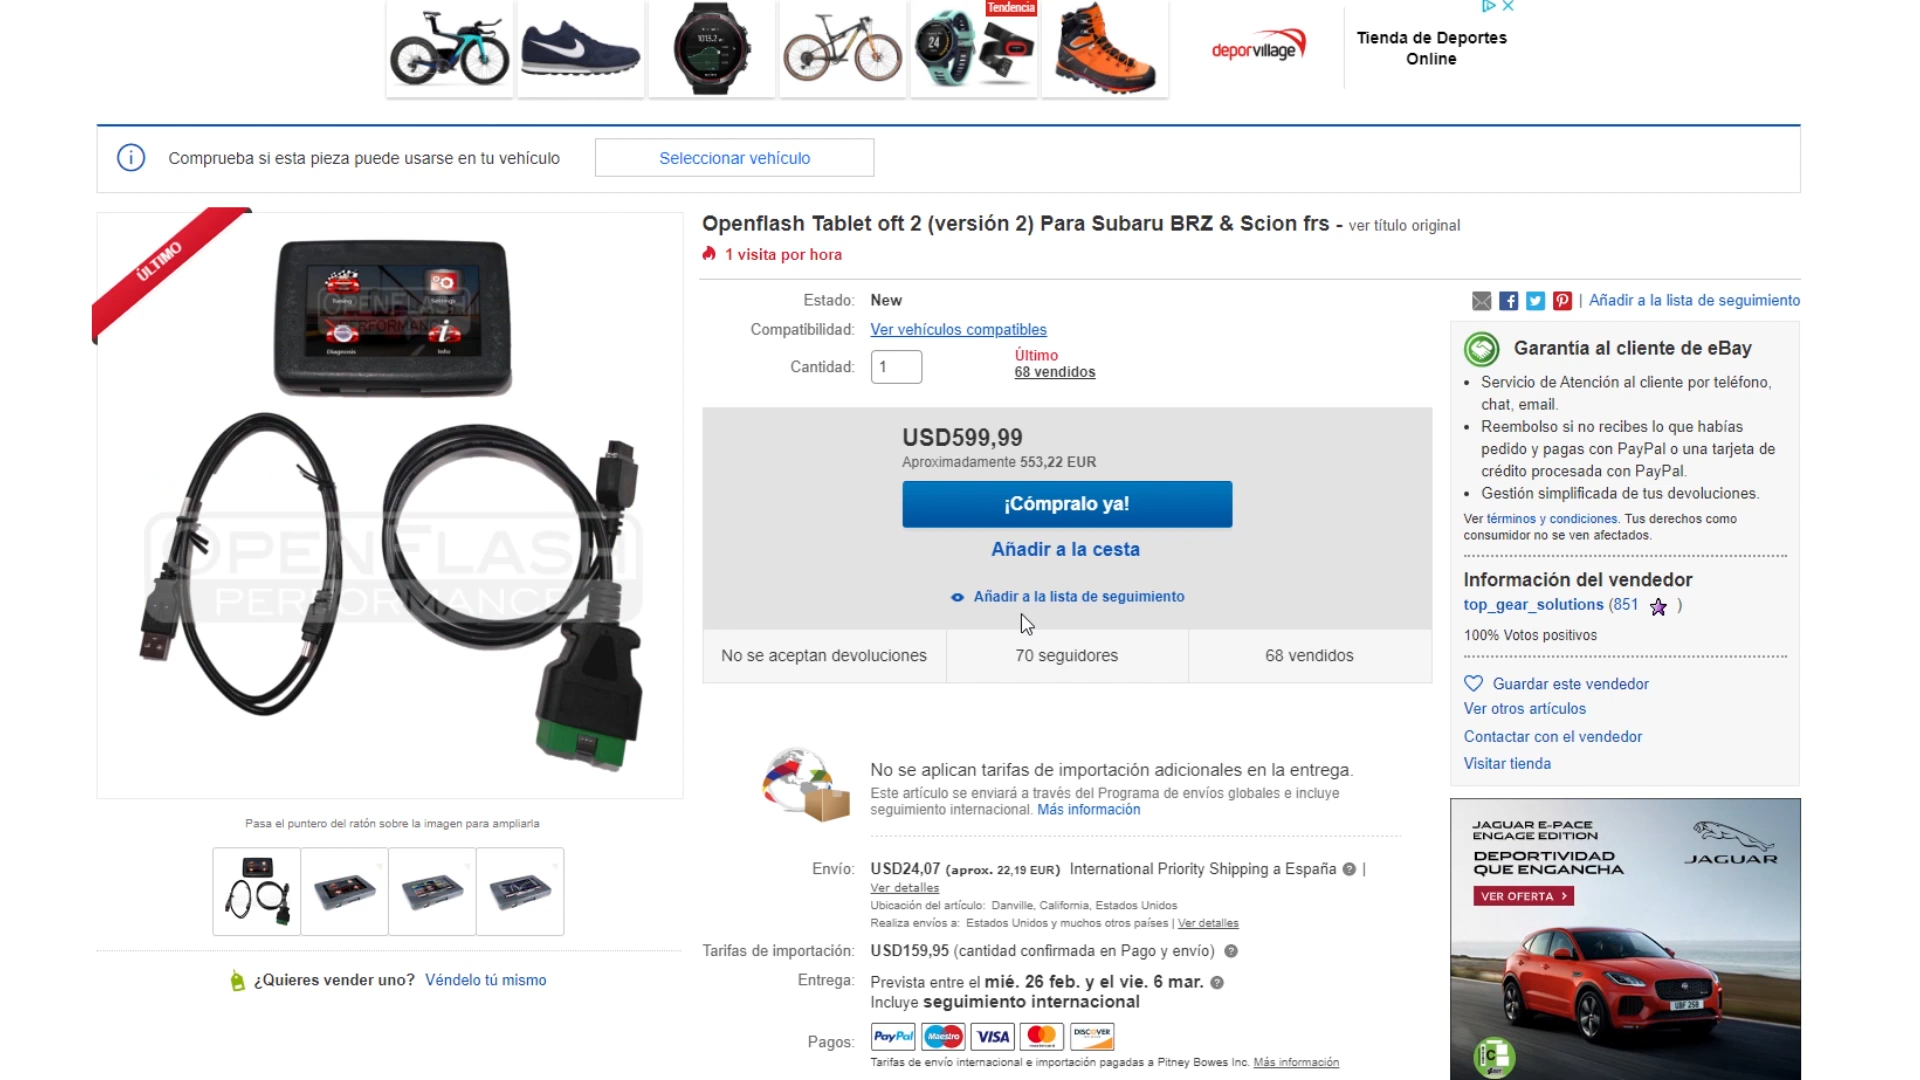 Tendencia
1013.2
24
deporvillage
Tienda de Deportes
Online
Comprueba si esta pieza puede usarse en tu vehículo
Seleccionar vehículo
ÚLTIMO
Tuning
Settings
Diagnosis
Info
OPENFLASH
PERFORMANCE
OPENFLASH
PERFORMANCE
Pasa el puntero del ratón sobre la imagen para ampliarla
¿Quieres vender uno? Véndelo tú mismo
Openflash Tablet oft 2 (versión 2) Para Subaru BRZ & Scion frs - ver título original
1 visita por hora
Estado: New
Compatibilidad: Ver vehículos compatibles
Cantidad: 1
Último
68 vendidos
USD599,99
Aproximadamente 553,22 EUR
¡Cómpralo ya!
Añadir a la cesta
Añadir a la lista de seguimiento
No se aceptan devoluciones
70 seguidores
68 vendidos
No se aplican tarifas de importación adicionales en la entrega.
Este artículo se enviará a través del Programa de envíos globales e incluye
seguimiento internacional. Más información
Envío: USD24,07 (aprox. 22,19 EUR) International Priority Shipping a España |
Ver detalles
Ubicación del artículo: Danville, California, Estados Unidos
Realiza envíos a: Estados Unidos y muchos otros países | Ver detalles
Tarifas de importación: USD159,95 (cantidad confirmada en Pago y envío)
Entrega: Prevista entre el mié. 26 feb. y el vie. 6 mar.
Incluye seguimiento internacional
Pagos: PayPal Maestro VISA mastercard DISCOVER
Tarifas de envío internacional e importación pagadas a Pitney Bowes Inc. Más información
| Añadir a la lista de seguimiento
Garantía al cliente de eBay
• Servicio de Atención al cliente por teléfono,
chat, email.
• Reembolso si no recibes lo que habías
pedido y pagas con PayPal o una tarjeta de
crédito procesada con PayPal.
• Gestión simplificada de tus devoluciones.
Ver términos y condiciones. Tus derechos como
consumidor no se ven afectados.
Información del vendedor
top_gear_solutions (851 )
100% Votos positivos
Guardar este vendedor
Ver otros artículos
Contactar con el vendedor
Visitar tienda
JAGUAR E-PACE
ENGAGE EDITION
DEPORTIVIDAD
QUE ENGANCHA
VER OFERTA >
JAGUAR